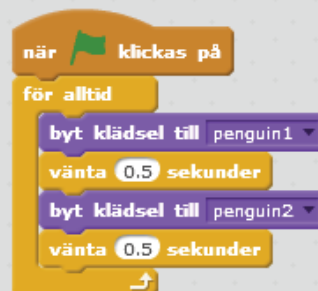 när klickas på
för alltid
byt klädsel till penguin1
vänta 0.5 sekunder
byt klädsel till penguin2
vänta 0.5 sekunder